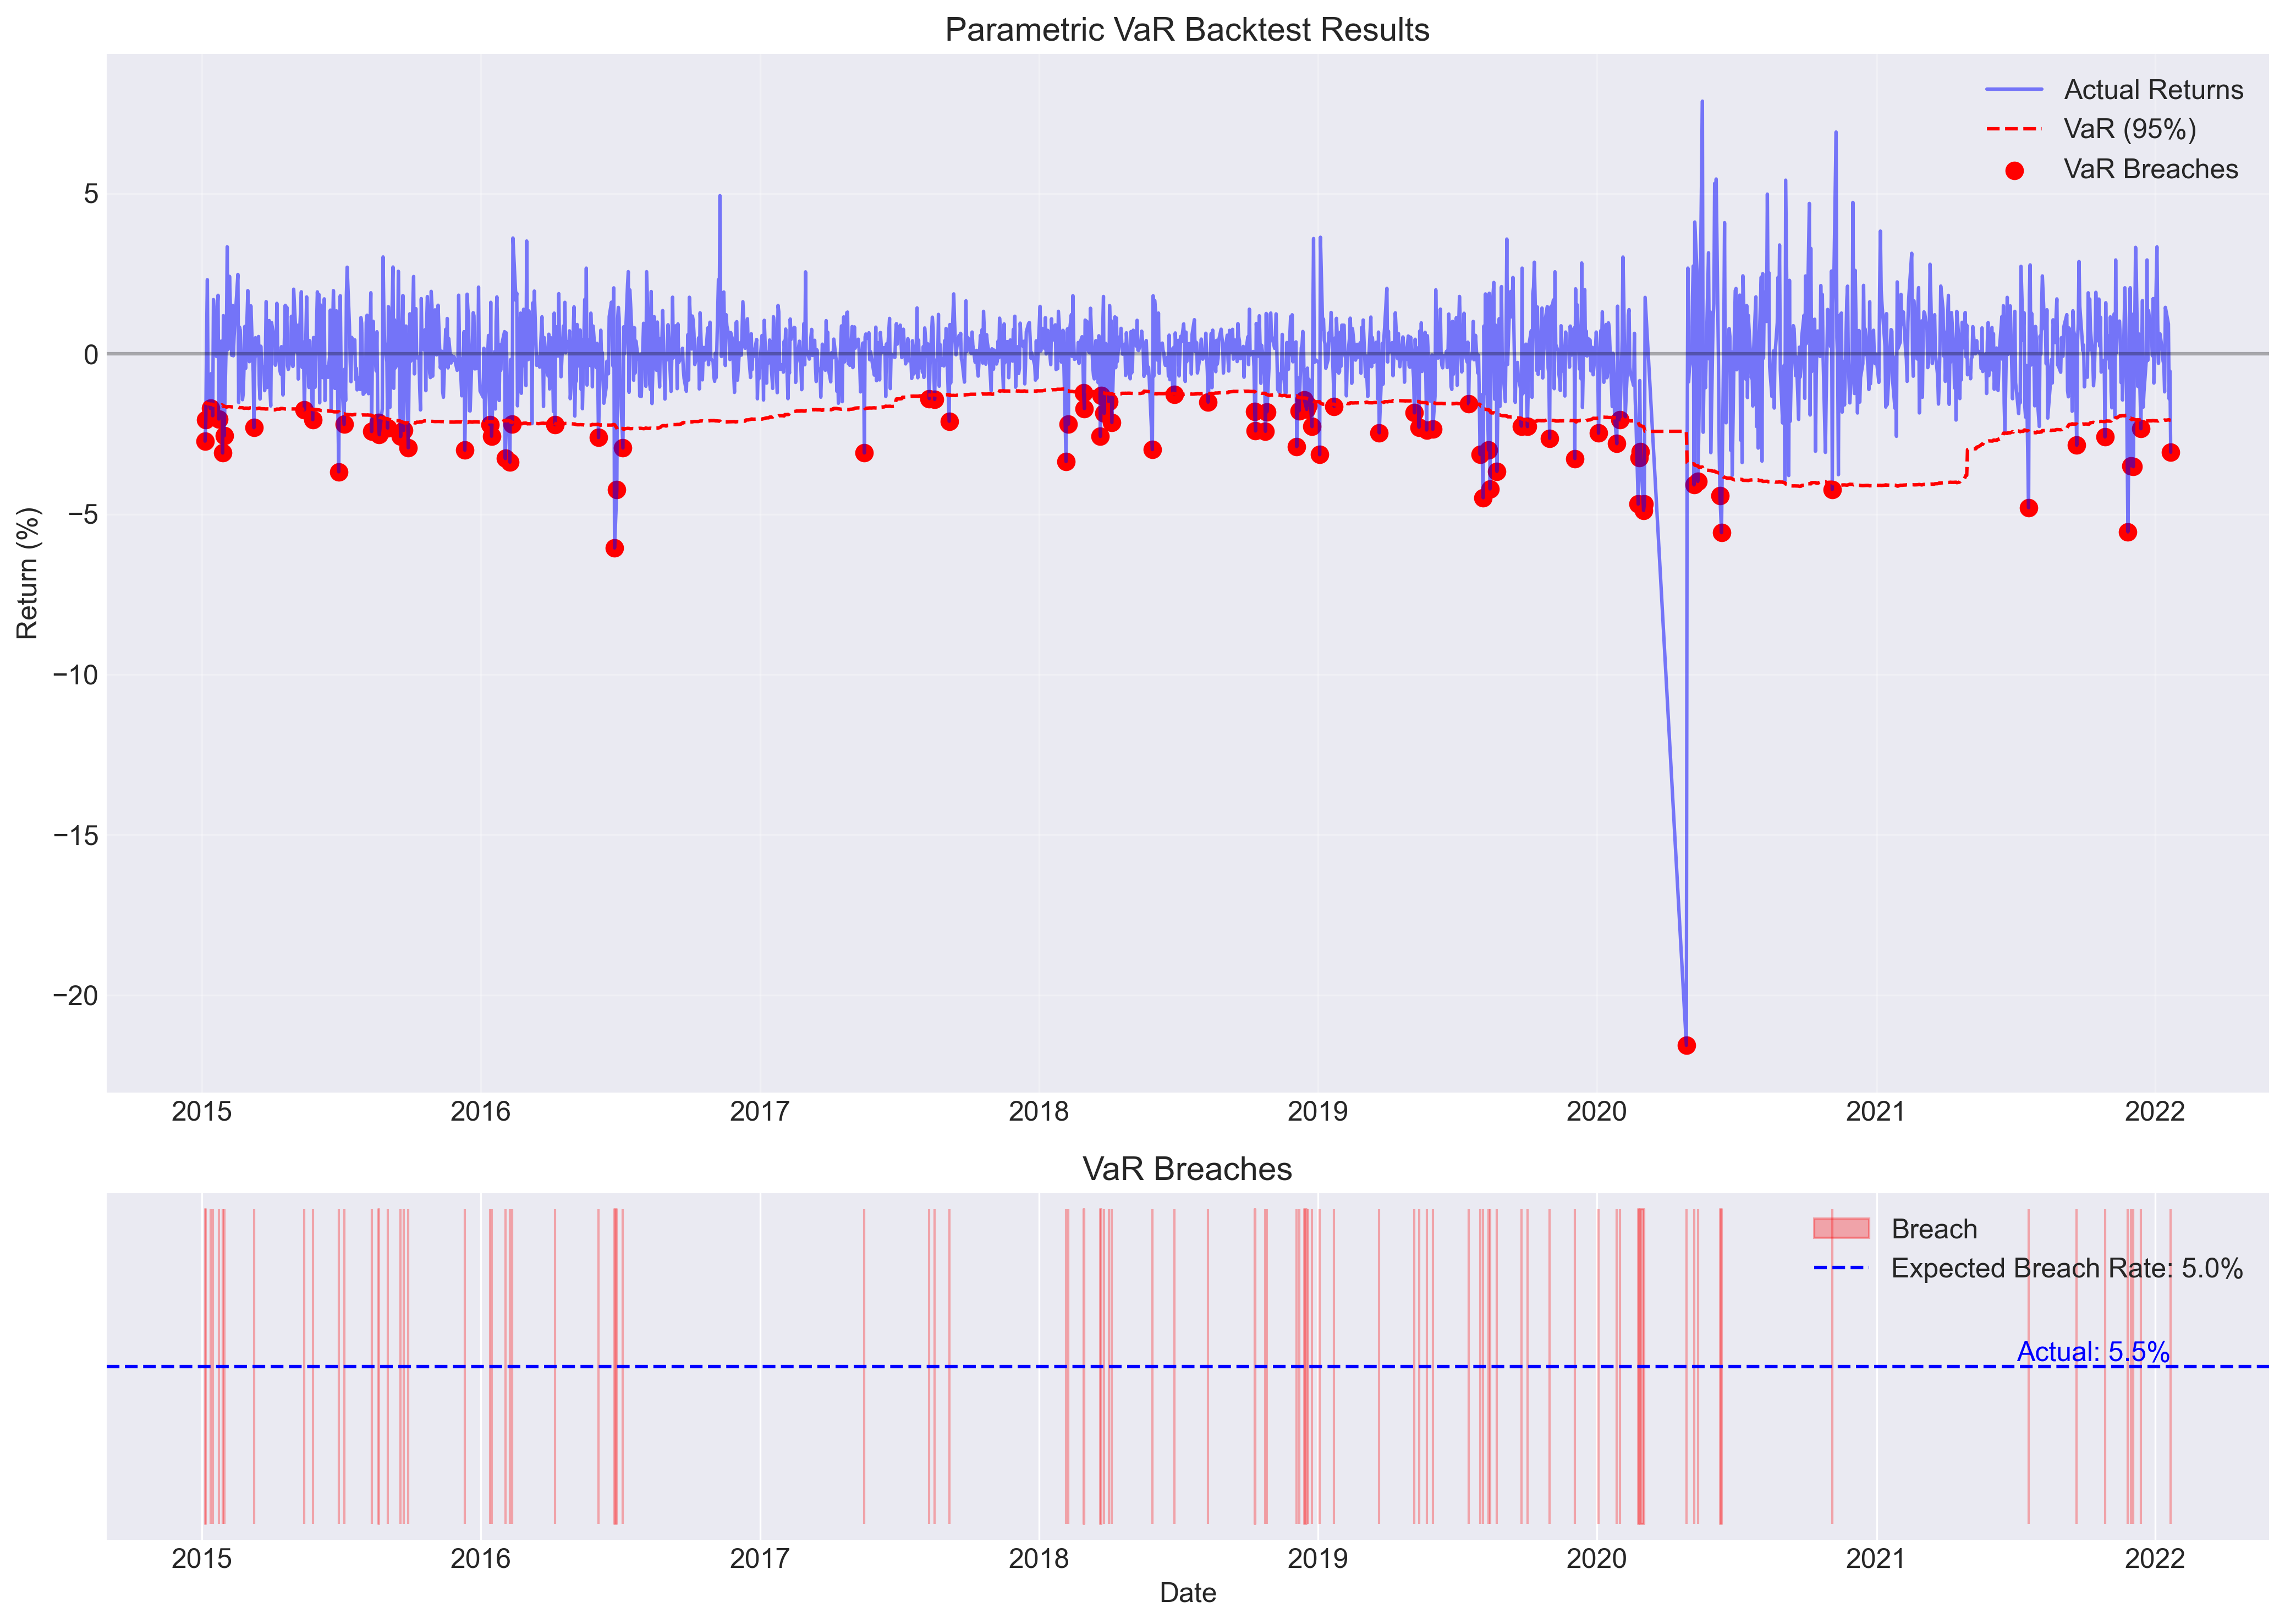 Parametric VaR Backtest Results
Actual Returns
VaR (95%)
VaR Breaches
5
0
−5
−10
−15
−20
Return (%)
2015 2016 2017 2018 2019 2020 2021 2022
VaR Breaches
Breach
Expected Breach Rate: 5.0%
Actual: 5.5%
2015 2016 2017 2018 2019 2020 2021 2022
Date